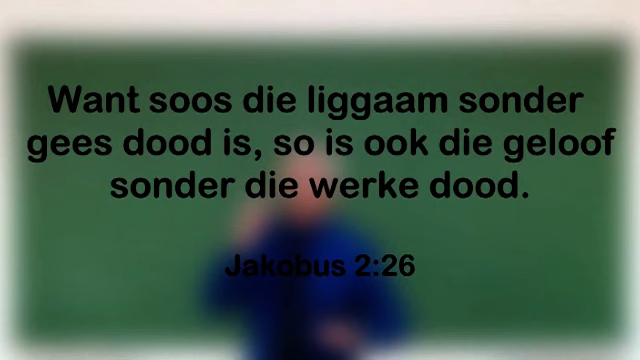 Want soos die liggaam sonder
gees dood is, so is ook die geloof
sonder die werke dood.
Jakobus 2:26